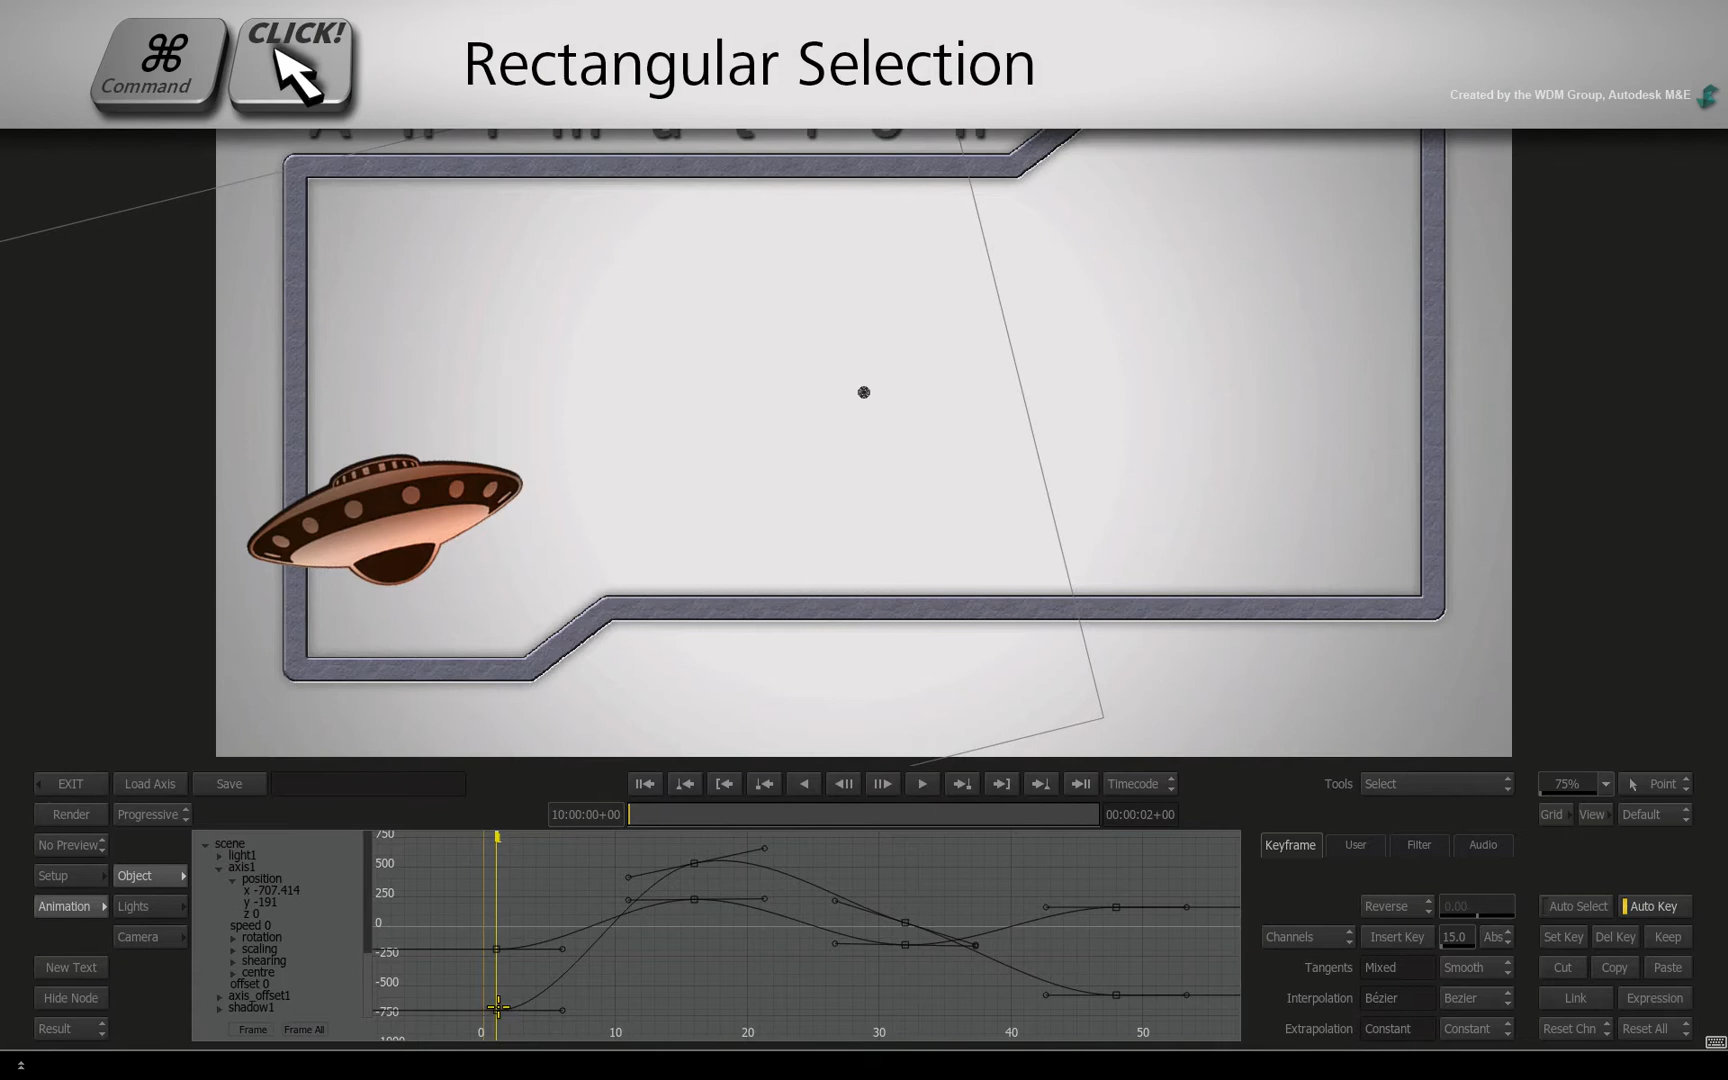 ⌘
Command
CLICK!
Rectangular Selection
Created by the WDM Group, Autodesk M&E
Animation
EXIT Load Axis Save
Timecode
Tools Select
75% Point
Render Progressive
10:00:00+00
00:00:02+00
Grid View Default
No Preview
Setup Object
Animation Lights
Camera
New Text
Hide Node
Result
scene
light1
axis1
position
x -707.414
y -191
z 0
speed 0
rotation
scaling
shearing
centre
offset 0
axis_offset1
shadow1
Frame Frame All
750
500
250
0
-250
-500
-750
-1000
0 10 20 30 40 50
Keyframe User Filter Audio
Reverse 0.00 Auto Select Auto Key
Channels Insert Key 15.0 Abs Set Key Del Key Keep
Tangents Mixed Smooth Cut Copy Paste
Interpolation Bézier Bezier Link Expression
Extrapolation Constant Constant Reset Chn Reset All